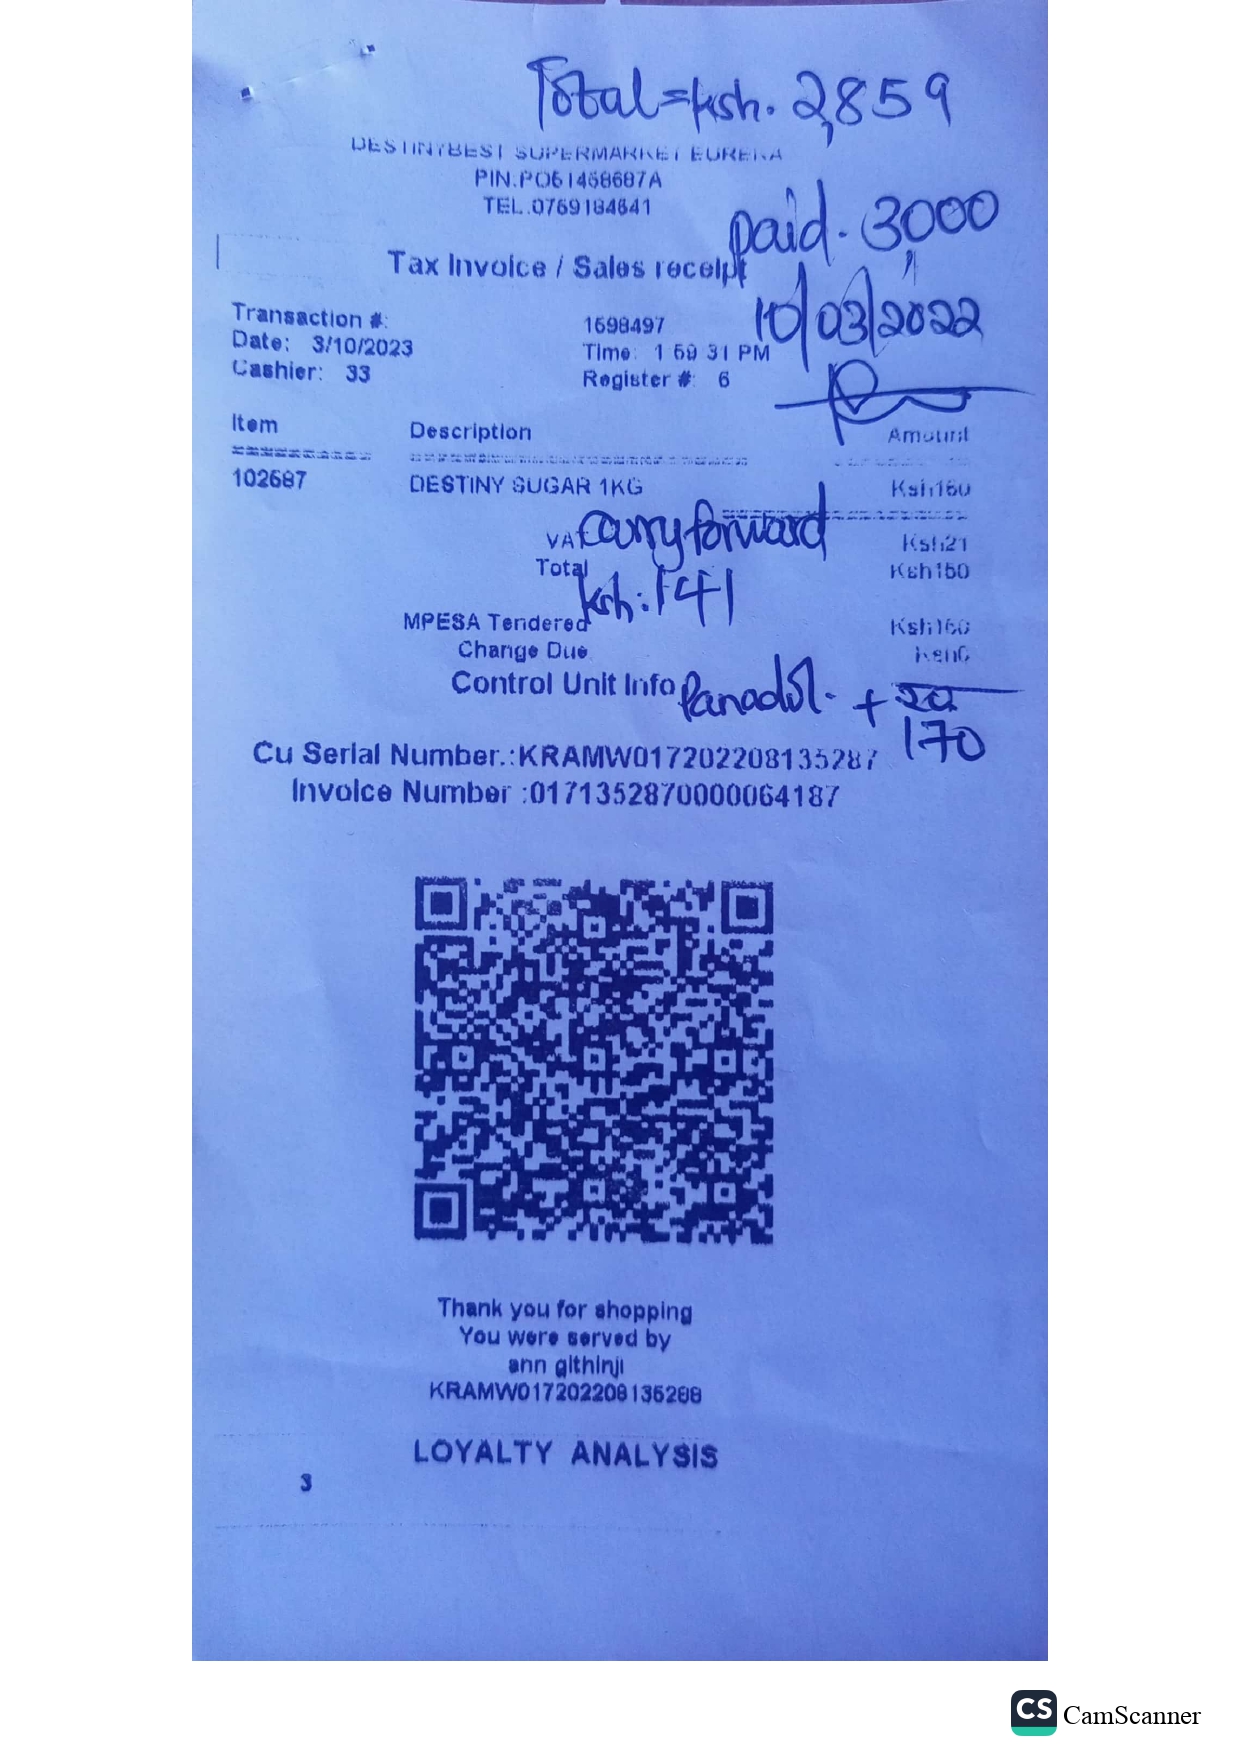 Total = Ksh. 2,859
DESTINYBEST SUPERMARKET EUREKA
PIN.P051458687A
TEL.0769184641
paid. 3000
Tax Invoice / Sales receipt
10/03/2022
Transaction #: 1698497
Date: 3/10/2023 Time: 1 59 31 PM
Cashier: 33 Register #: 6
Item Description Amount
102687 DESTINY SUGAR 1KG
Carry forward
VAT Ksh21
Total
Ksh: 141
MPESA Tendered
Change Due
Control Unit Info
Panadol. + 20
170
Cu Serial Number.:KRAMW017202208135287
Invoice Number :0171352870000064187
Thank you for shopping
You were served by
ann githinji
KRAMW017202208135288
LOYALTY ANALYSIS
3
CS CamScanner